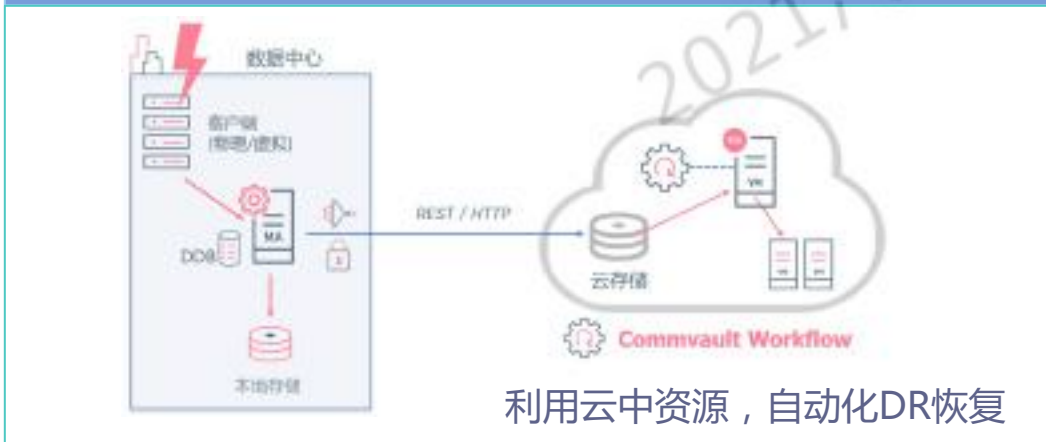 2021/
数据中心
客户端
(物理/虚拟)
MA
DDB
REST / HTTP
VM
云存储
本地存储
Commvault Workflow
利用云中资源，自动化DR恢复